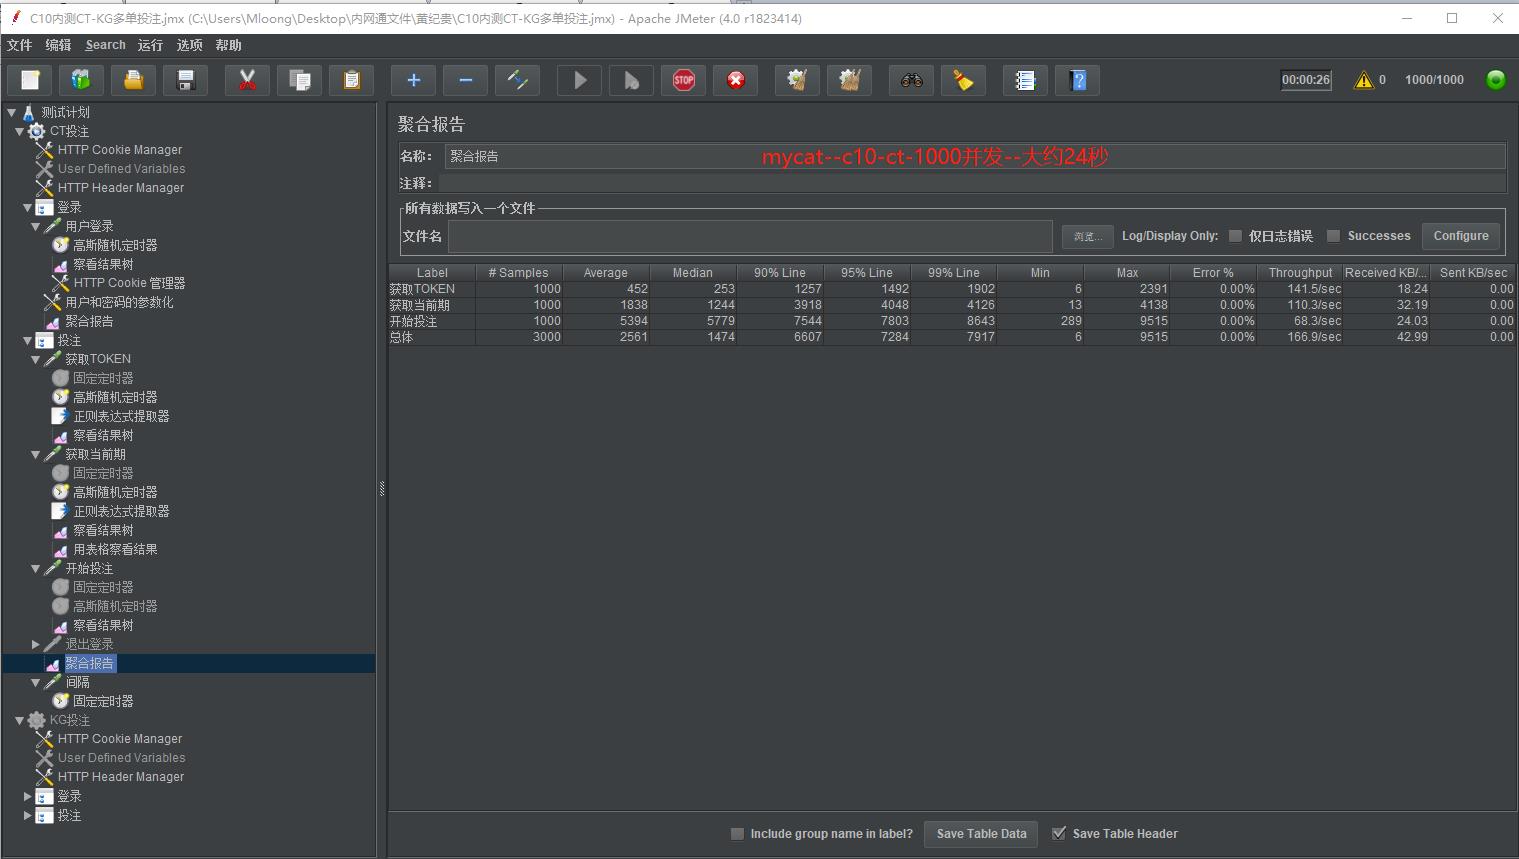 C10内测CT-KG多单投注.jmx (C:\Users\Mloong\Desktop\内网通文件\黄纪贵\C10内测CT-KG多单投注.jmx) - Apache JMeter (4.0 r1823414)
文件 编辑 Search 运行 选项 帮助
STOP 00:00:26 0 1000/1000
测试计划
CT投注
HTTP Cookie Manager
User Defined Variables
HTTP Header Manager
登录
用户登录
高斯随机定时器
察看结果树
HTTP Cookie 管理器
用户和密码的参数化
聚合报告
投注
获取TOKEN
固定定时器
高斯随机定时器
正则表达式提取器
察看结果树
获取当前期
固定定时器
高斯随机定时器
正则表达式提取器
察看结果树
用表格察看结果
开始投注
固定定时器
高斯随机定时器
察看结果树
退出登录
聚合报告
间隔
固定定时器
KG投注
HTTP Cookie Manager
User Defined Variables
HTTP Header Manager
登录
投注
聚合报告
名称： 聚合报告 mycat--c10-ct-1000并发--大约24秒
注释：
所有数据写入一个文件
文件名 浏览... Log/Display Only: 仅日志错误 Successes Configure
Label # Samples Average Median 90% Line 95% Line 99% Line Min Max Error % Throughput Received KB/... Sent KB/sec
获取TOKEN 1000 452 253 1257 1492 1902 6 2391 0.00% 141.5/sec 18.24 0.00
获取当前期 1000 1838 1244 3918 4048 4126 13 4138 0.00% 110.3/sec 32.19 0.00
开始投注 1000 5394 5779 7544 7803 8643 289 9515 0.00% 68.3/sec 24.03 0.00
总体 3000 2561 1474 6607 7284 7917 6 9515 0.00% 166.9/sec 42.99 0.00
Include group name in label? Save Table Data Save Table Header